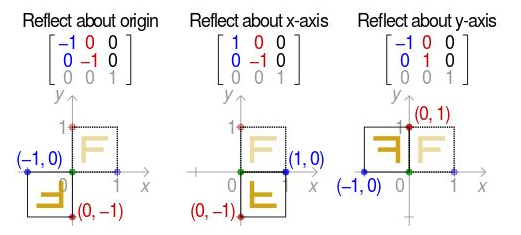 Reflect about origin
-1 0 0
0 -1 0
0 0 1
y
1
(-1, 0)
0 1 x
(0, -1)
Reflect about x-axis
1 0 0
0 -1 0
0 0 1
y
1
(1, 0)
0 1 x
(0, -1)
Reflect about y-axis
-1 0 0
0 1 0
0 0 1
y
(0, 1)
1
(-1, 0) 0 1 x